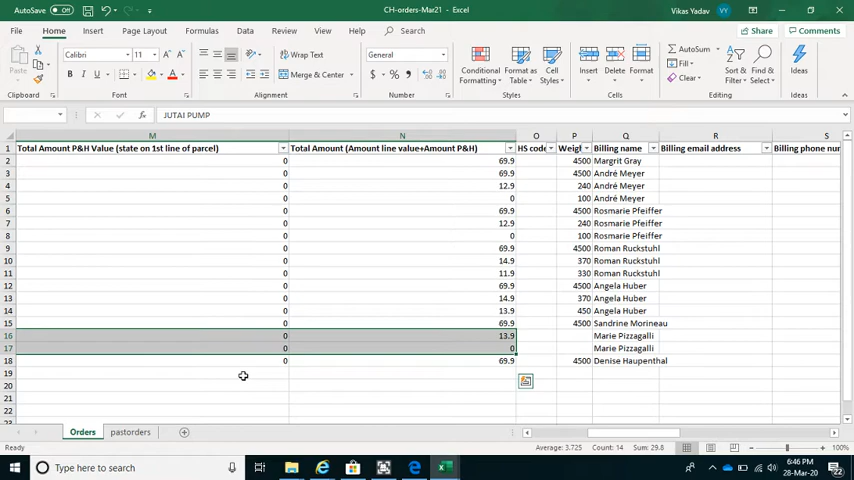 AutoSave Off CH-orders-Mar21 - Excel Vikas Yadav VY
File Home Insert Page Layout Formulas Data Review View Help Share Comments
Calibri 11 Wrap Text General AutoSum
Paste B I U Merge & Center $ % Conditional Formatting Format as Table Cell Styles Insert Delete Format Fill Clear Sort & Filter Find & Select Ideas
Clipboard Font Alignment Number Styles Cells Editing Ideas
fx JUTAI PUMP
M N O P Q R S
1 Total Amount P&H Value (state on 1st line of parcel) Total Amount (Amount line value+Amount P&H) HS code Weigh Billing name Billing email address Billing phone nur
2 0 69.9 4500 Margrit Gray
3 0 69.9 4500 André Meyer
4 0 12.9 240 André Meyer
5 0 0 100 André Meyer
6 0 69.9 4500 Rosmarie Pfeiffer
7 0 12.9 240 Rosmarie Pfeiffer
8 0 0 100 Rosmarie Pfeiffer
9 0 69.9 4500 Roman Ruckstuhl
10 0 14.9 370 Roman Ruckstuhl
11 0 11.9 330 Roman Ruckstuhl
12 0 69.9 4500 Angela Huber
13 0 14.9 370 Angela Huber
14 0 13.9 450 Angela Huber
15 0 69.9 4500 Sandrine Morineau
16 0 13.9 Marie Pizzagalli
17 0 0 Marie Pizzagalli
18 0 69.9 4500 Denise Haupenthal
19
20
21
22
23
Orders pastorders
Average: 3.725 Count: 14 Sum: 29.8 100%
Type here to search 6:46 PM
28-Mar-20 22